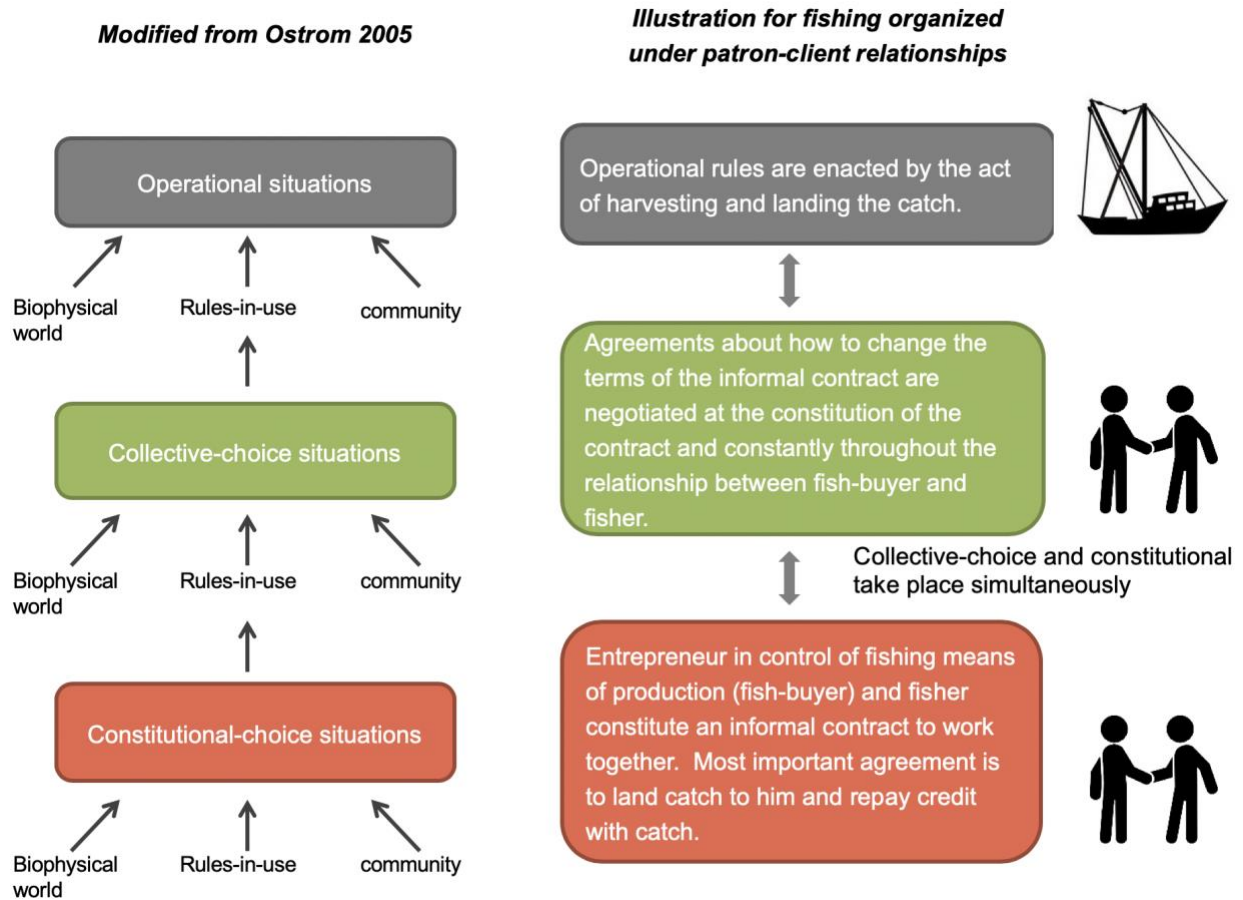 Modified from Ostrom 2005
Operational situations
Biophysical
world
Rules-in-use
community
Collective-choice situations
Biophysical
world
Rules-in-use
community
Constitutional-choice situations
Biophysical
world
Rules-in-use
community
Illustration for fishing organized
under patron-client relationships
Operational rules are enacted by the act
of harvesting and landing the catch.
Agreements about how to change the
terms of the informal contract are
negotiated at the constitution of the
contract and constantly throughout the
relationship between fish-buyer and
fisher.
Collective-choice and constitutional
take place simultaneously
Entrepreneur in control of fishing means
of production (fish-buyer) and fisher
constitute an informal contract to work
together.  Most important agreement is
to land catch to him and repay credit
with catch.